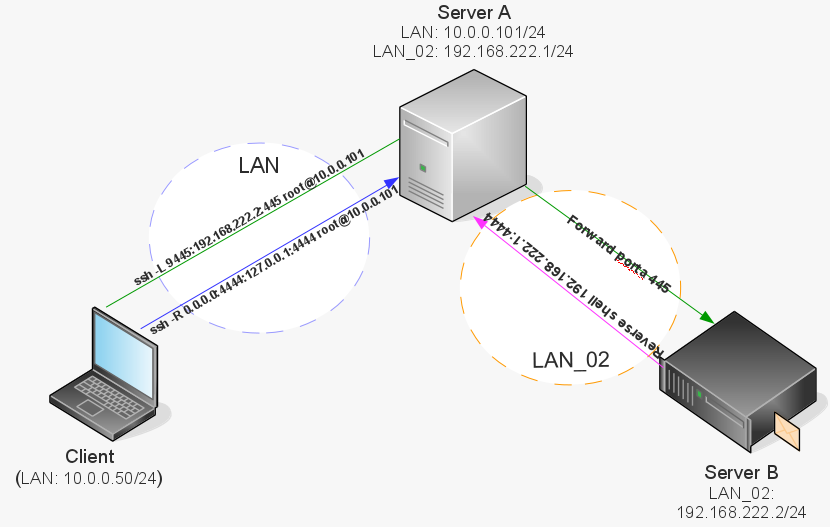 Server A
LAN: 10.0.0.101/24
LAN_02: 192.168.222.1/24
LAN
ssh -L 9445:192.168.222.2:445 root@10.0.0.101
ssh -R 0.0.0.0:4444:127.0.0.1:4444 root@10.0.0.101
Forward porta 445
Reverse shell 192.168.222.1:4444
LAN_02
Client
(LAN: 10.0.0.50/24)
Server B
LAN_02:
192.168.222.2/24